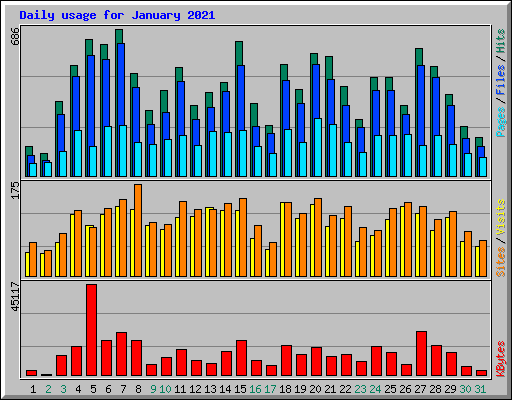 Daily usage for January 2021
686
Pages / Files / Hits
175
Sites / Visits
45117
KBytes
1 2 3 4 5 6 7 8 9 10 11 12 13 14 15 16 17 18 19 20 21 22 23 24 25 26 27 28 29 30 31